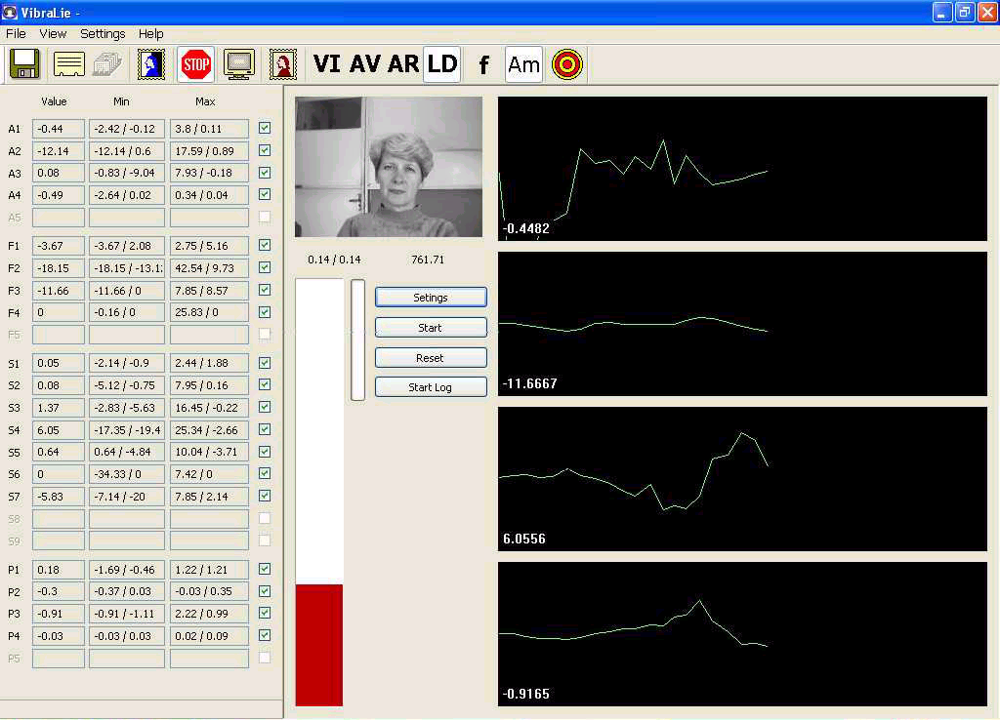 VibraLie -
File View Settings Help
STOP VI AV AR LD f Am
Value Min Max
A1 -0.44 -2.42 / -0.12 3.8 / 0.11
A2 -12.14 -12.14 / 0.6 17.59 / 0.89
A3 0.08 -0.83 / -9.04 7.93 / -0.18
A4 -0.49 -2.64 / 0.02 0.34 / 0.04
A5
F1 -3.67 -3.67 / 2.08 2.75 / 5.16
F2 -18.15 -18.15 / -13.1 42.54 / 9.73
F3 -11.66 -11.66 / 0 7.85 / 8.57
F4 0 -0.16 / 0 25.83 / 0
F5
S1 0.05 -2.14 / -0.9 2.44 / 1.88
S2 0.08 -5.12 / -0.75 7.95 / 0.16
S3 1.37 -2.83 / -5.63 16.45 / -0.22
S4 6.05 -17.35 / -19.4 25.34 / -2.66
S5 0.64 0.64 / -4.84 10.04 / -3.71
S6 0 -34.33 / 0 7.42 / 0
S7 -5.83 -7.14 / -20 7.85 / 2.14
S8
S9
P1 0.18 -1.69 / -0.46 1.22 / 1.21
P2 -0.3 -0.37 / 0.03 -0.03 / 0.35
P3 -0.91 -0.91 / -1.11 2.22 / 0.99
P4 -0.03 -0.03 / 0.03 0.02 / 0.09
P5
0.14 / 0.14 761.71
Setings
Start
Reset
Start Log
-0.4482
-11.6667
6.0556
-0.9165